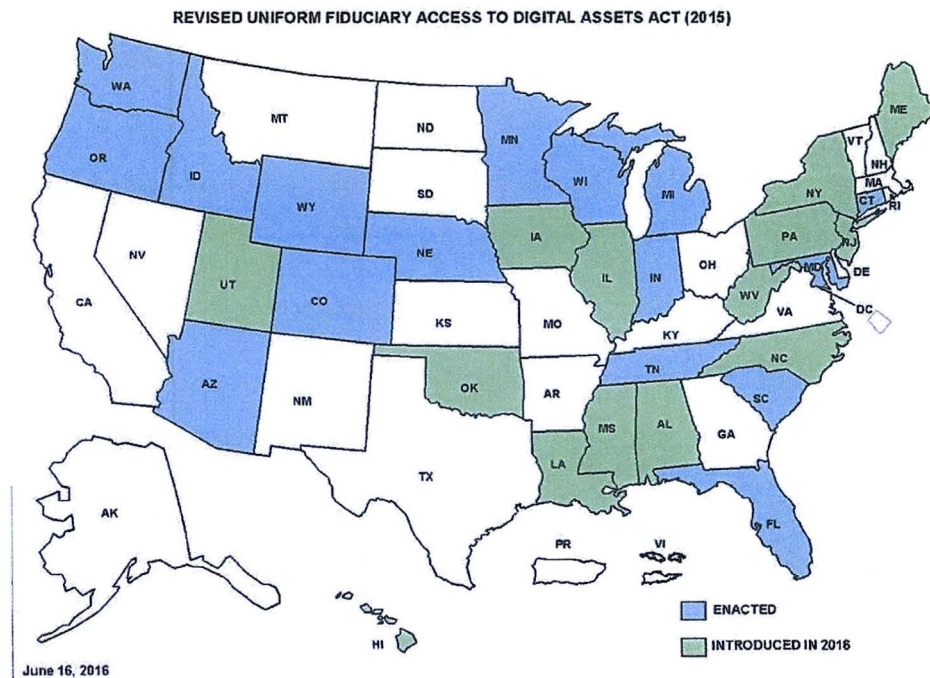 REVISED UNIFORM FIDUCIARY ACCESS TO DIGITAL ASSETS ACT (2015)
WA
MT
ND
MN
ME
VT
NH
OR
ID
SD
WI
MI
NY
MA
CT
RI
WY
IA
PA
NJ
NE
NV
UT
CO
IL
IN
OH
MD
DE
WV
VA
DC
CA
KS
MO
KY
NC
TN
AZ
NM
OK
AR
SC
MS
AL
GA
LA
TX
FL
AK
PR
VI
HI
ENACTED
INTRODUCED IN 2016
June 16, 2016